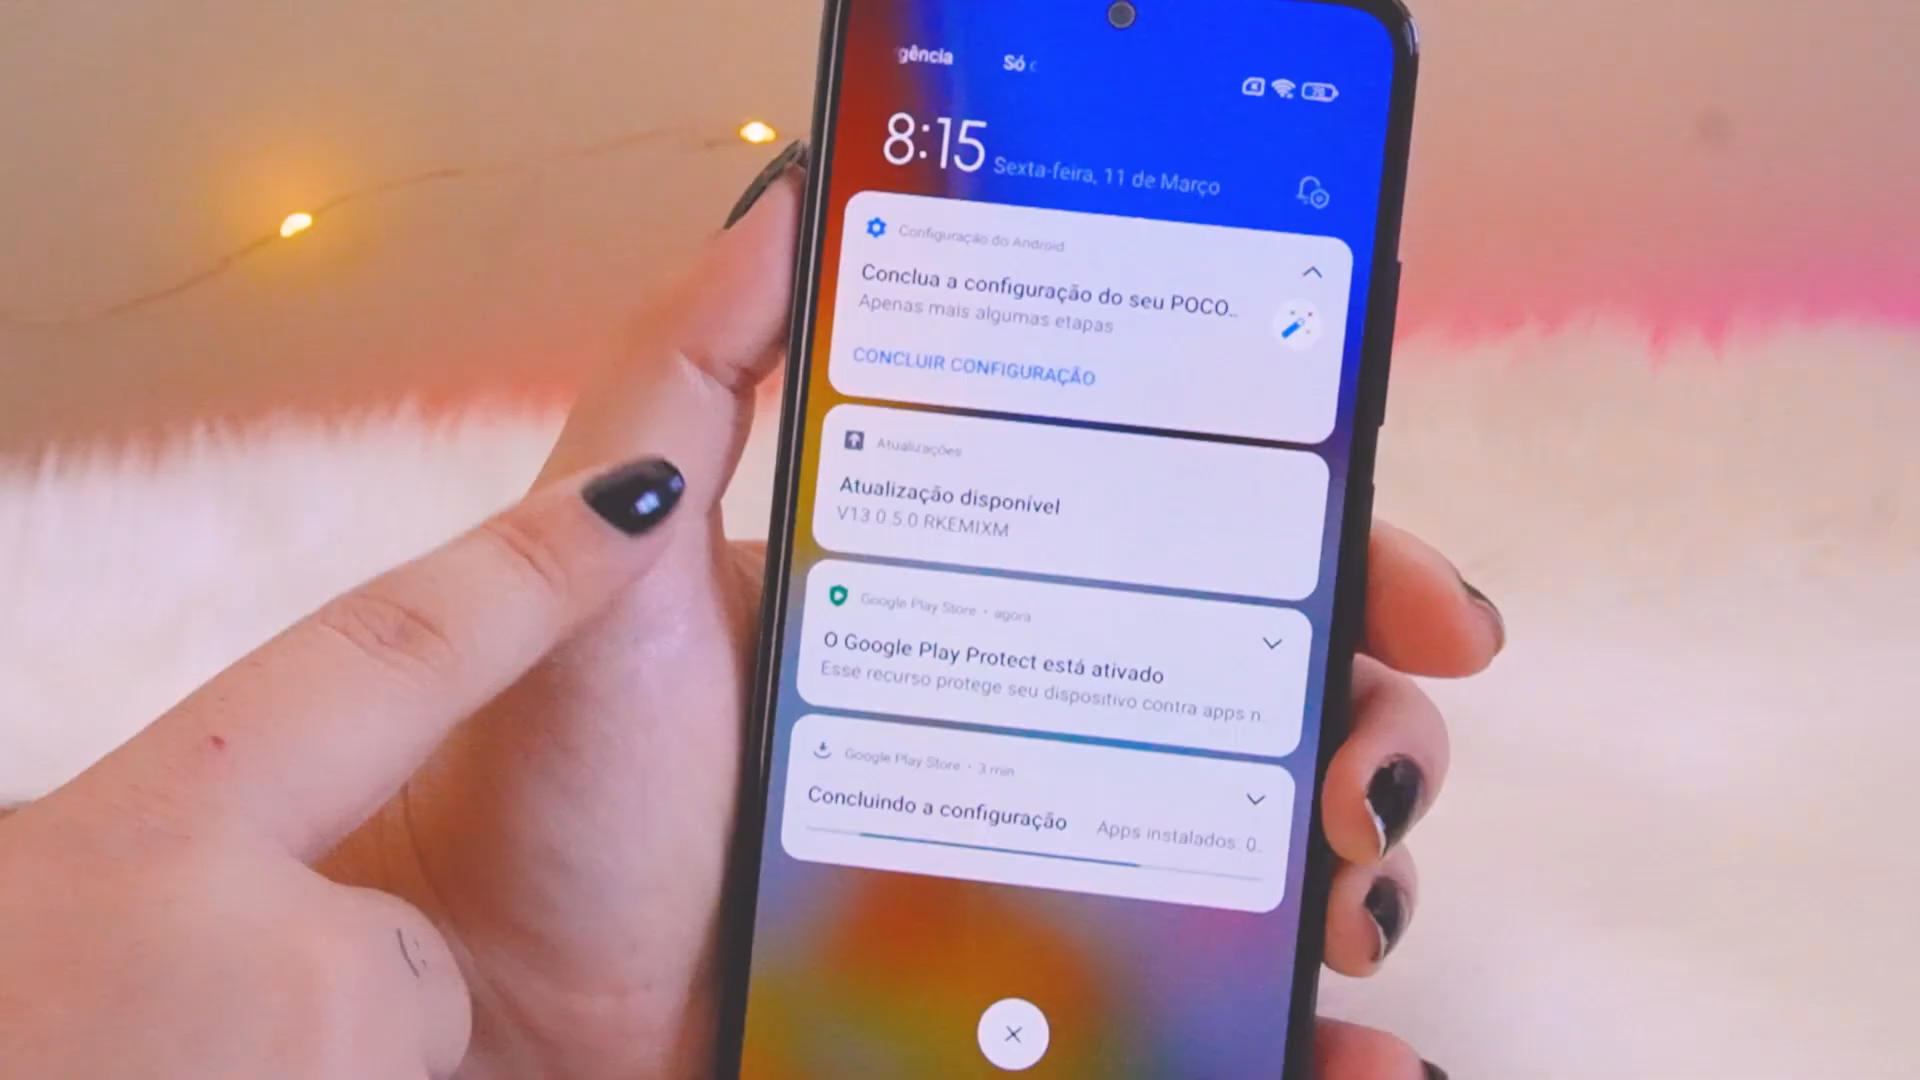 gência Só
70
8:15 Sexta-feira, 11 de Março
Configuração do Android
Conclua a configuração do seu POCO...
Apenas mais algumas etapas
CONCLUIR CONFIGURAÇÃO
Atualizações
Atualização disponível
V13.0.5.0.RKEMIXM
Google Play Store • agora
O Google Play Protect está ativado
Esse recurso protege seu dispositivo contra apps n
Google Play Store • 3 min
Concluindo a configuração Apps instalados: 0